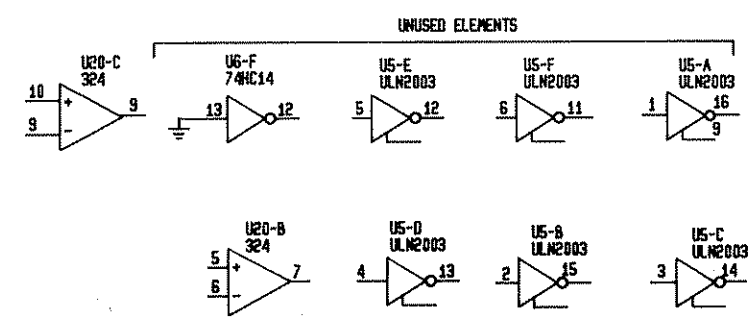 UNUSED ELEMENTS
U20-C
324
10
+
9
-
9
U6-F
74HC14
13
12
U5-E
ULN2003
5
12
U5-F
ULN2003
6
11
U5-A
ULN2003
1
16
9
U20-B
324
5
+
6
-
7
U5-D
ULN2003
4
13
U5-B
ULN2003
2
15
U5-C
ULN2003
3
14